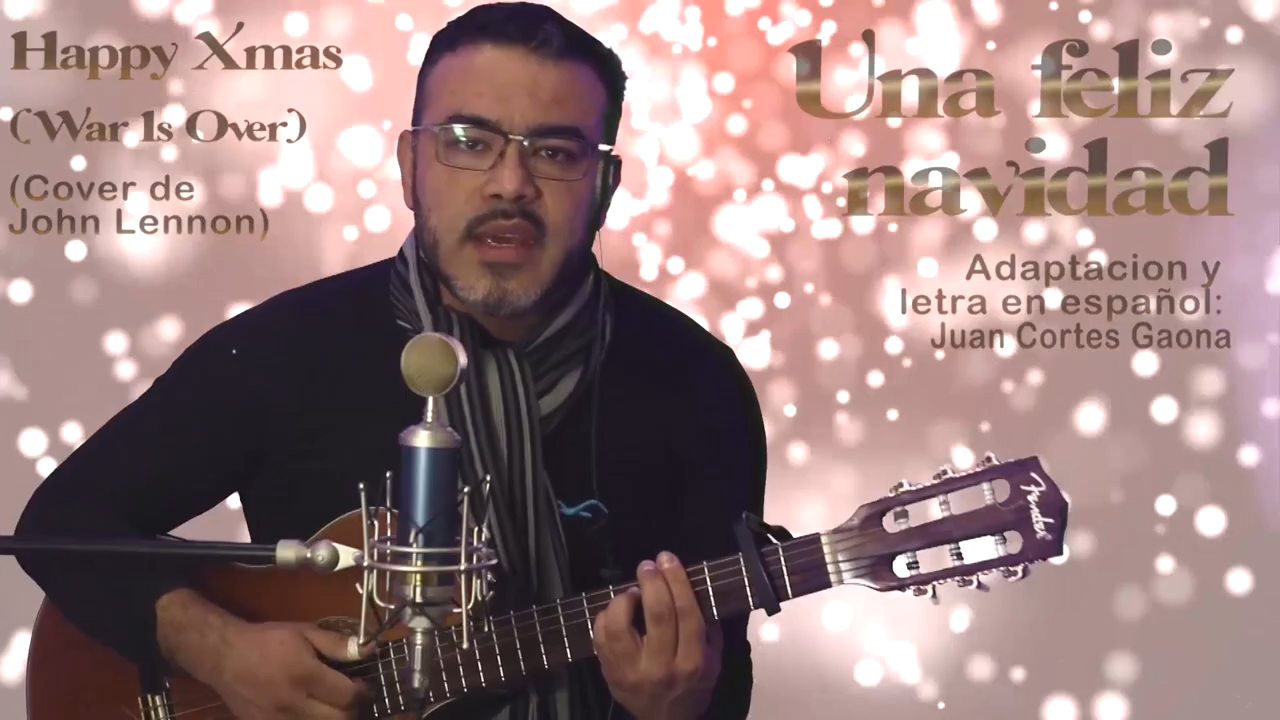 Happy Xmas
(War Is Over)
(Cover de
John Lennon)
Una feliz
navidad
Adaptacion y
letra en español:
Juan Cortes Gaona
Fender